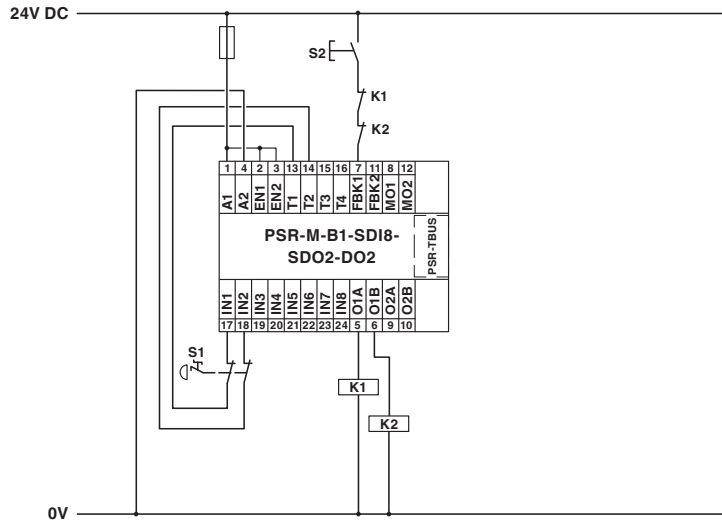 24V DC
S2
K1
K2
1 4 2 3 13 14 15 16 7 11 8 12
A1 A2 EN1 EN2 T1 T2 T3 T4 FBK1 FBK2 MO1 MO2
PSR-M-B1-SDI8-
SDO2-DO2
PSR-TBUS
IN1 IN2 IN3 IN4 IN5 IN6 IN7 IN8 O1A O1B O2A O2B
17 18 19 20 21 22 23 24 5 6 9 10
S1
K1
K2
0V